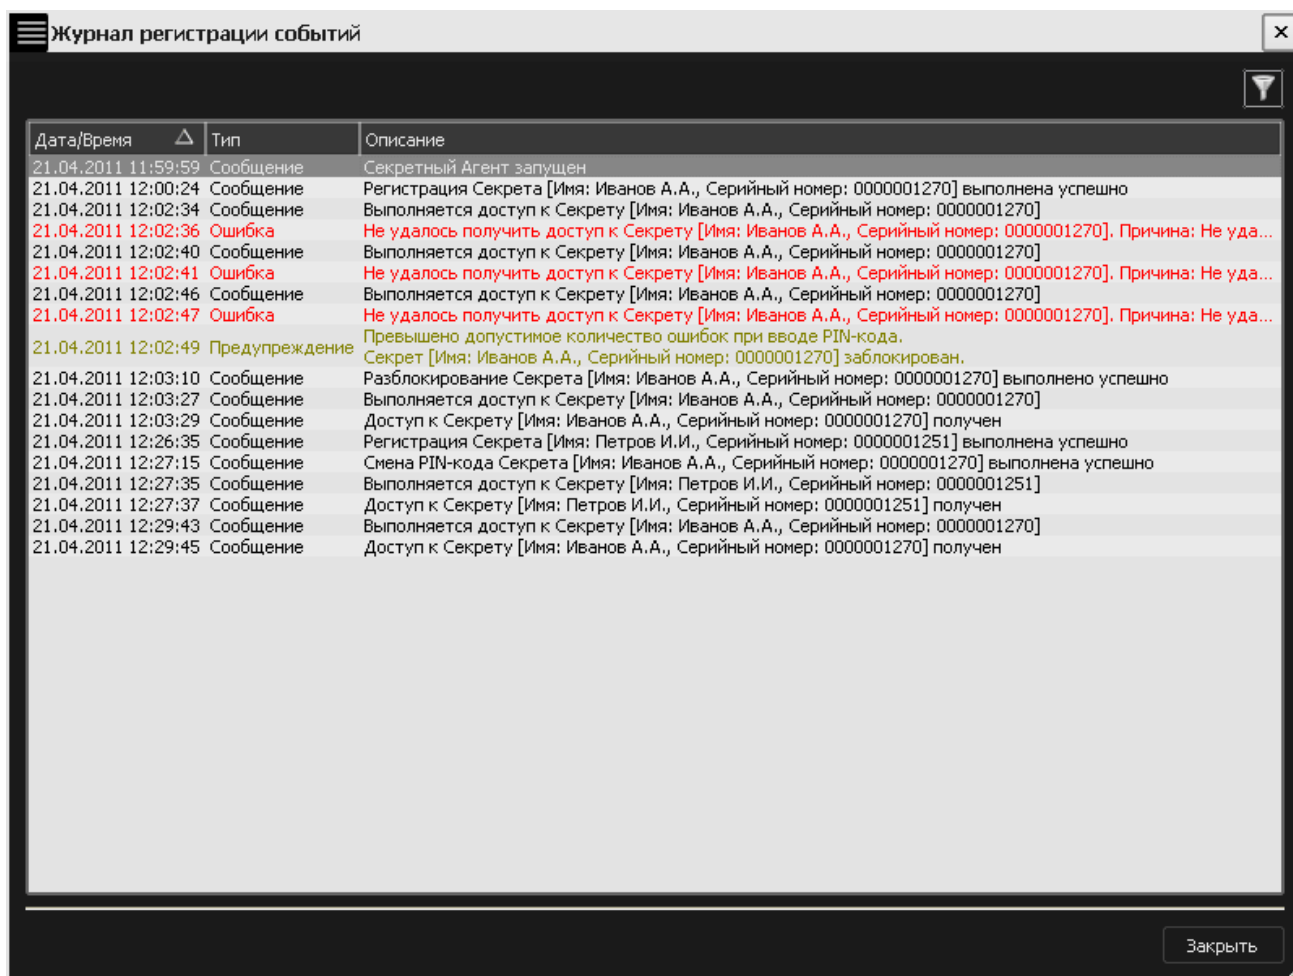 Журнал регистрации событий
Дата/Время Тип Описание
21.04.2011 11:59:59 Сообщение Секретный Агент запущен
21.04.2011 12:00:24 Сообщение Регистрация Секрета [Имя: Иванов А.А., Серийный номер: 0000001270] выполнена успешно
21.04.2011 12:02:34 Сообщение Выполняется доступ к Секрету [Имя: Иванов А.А., Серийный номер: 0000001270]
21.04.2011 12:02:36 Ошибка Не удалось получить доступ к Секрету [Имя: Иванов А.А., Серийный номер: 0000001270]. Причина: Не уда...
21.04.2011 12:02:40 Сообщение Выполняется доступ к Секрету [Имя: Иванов А.А., Серийный номер: 0000001270]
21.04.2011 12:02:41 Ошибка Не удалось получить доступ к Секрету [Имя: Иванов А.А., Серийный номер: 0000001270]. Причина: Не уда...
21.04.2011 12:02:46 Сообщение Выполняется доступ к Секрету [Имя: Иванов А.А., Серийный номер: 0000001270]
21.04.2011 12:02:47 Ошибка Не удалось получить доступ к Секрету [Имя: Иванов А.А., Серийный номер: 0000001270]. Причина: Не уда...
21.04.2011 12:02:49 Предупреждение Превышено допустимое количество ошибок при вводе PIN-кода.
Секрет [Имя: Иванов А.А., Серийный номер: 0000001270] заблокирован.
21.04.2011 12:03:10 Сообщение Разблокирование Секрета [Имя: Иванов А.А., Серийный номер: 0000001270] выполнено успешно
21.04.2011 12:03:27 Сообщение Выполняется доступ к Секрету [Имя: Иванов А.А., Серийный номер: 0000001270]
21.04.2011 12:03:29 Сообщение Доступ к Секрету [Имя: Иванов А.А., Серийный номер: 0000001270] получен
21.04.2011 12:26:35 Сообщение Регистрация Секрета [Имя: Петров И.И., Серийный номер: 0000001251] выполнена успешно
21.04.2011 12:27:15 Сообщение Смена PIN-кода Секрета [Имя: Иванов А.А., Серийный номер: 0000001270] выполнена успешно
21.04.2011 12:27:35 Сообщение Выполняется доступ к Секрету [Имя: Петров И.И., Серийный номер: 0000001251]
21.04.2011 12:27:37 Сообщение Доступ к Секрету [Имя: Петров И.И., Серийный номер: 0000001251] получен
21.04.2011 12:29:43 Сообщение Выполняется доступ к Секрету [Имя: Иванов А.А., Серийный номер: 0000001270]
21.04.2011 12:29:45 Сообщение Доступ к Секрету [Имя: Иванов А.А., Серийный номер: 0000001270] получен
Закрыть